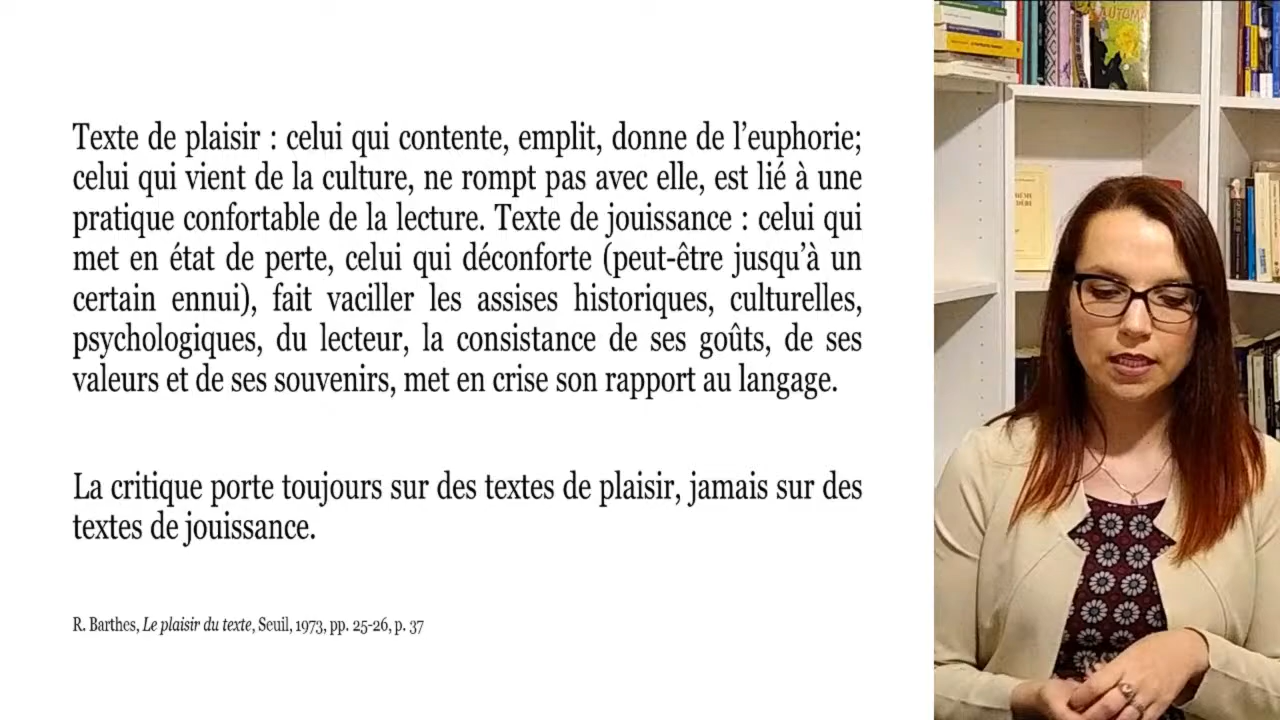 Texte de plaisir : celui qui contente, emplit, donne de l’euphorie;
celui qui vient de la culture, ne rompt pas avec elle, est lié à une
pratique confortable de la lecture. Texte de jouissance : celui qui
met en état de perte, celui qui déconforte (peut-être jusqu’à un
certain ennui), fait vaciller les assises historiques, culturelles,
psychologiques, du lecteur, la consistance de ses goûts, de ses
valeurs et de ses souvenirs, met en crise son rapport au langage.
La critique porte toujours sur des textes de plaisir, jamais sur des
textes de jouissance.
R. Barthes, Le plaisir du texte, Seuil, 1973, pp. 25-26, p. 37